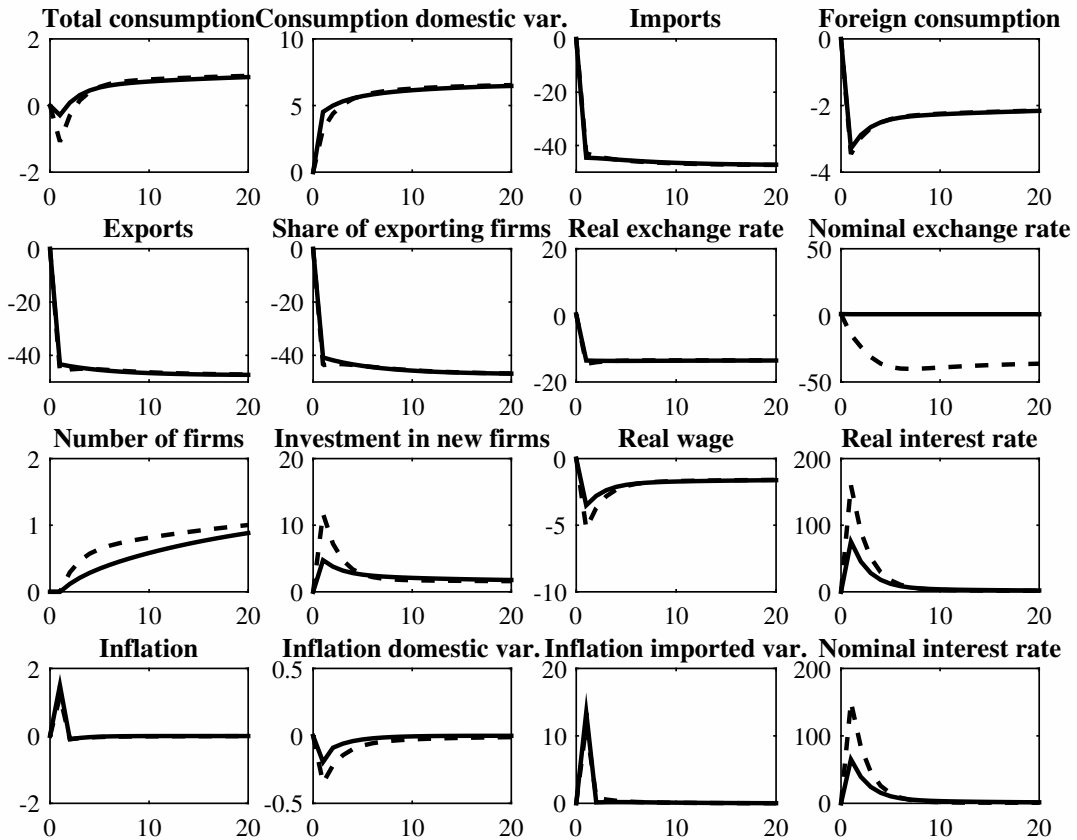 Total consumption Consumption domestic var. Imports Foreign consumption
2 10 0 0
0 5 -20 -2
-40
-2 0 -4
0 10 20 0 10 20 0 10 20 0 10 20
Exports Share of exporting firms Real exchange rate Nominal exchange rate
0 0 20 50
-20 -20 0 0
-40 -40 -20 -50
0 10 20 0 10 20 0 10 20 0 10 20
Number of firms Investment in new firms Real wage Real interest rate
2 20 0 200
1 10 -5 100
0 0 -10 0
0 10 20 0 10 20 0 10 20 0 10 20
Inflation Inflation domestic var. Inflation imported var. Nominal interest rate
2 0.5 20 200
0 0 10 100
-2 -0.5 0 0
0 10 20 0 10 20 0 10 20 0 10 20